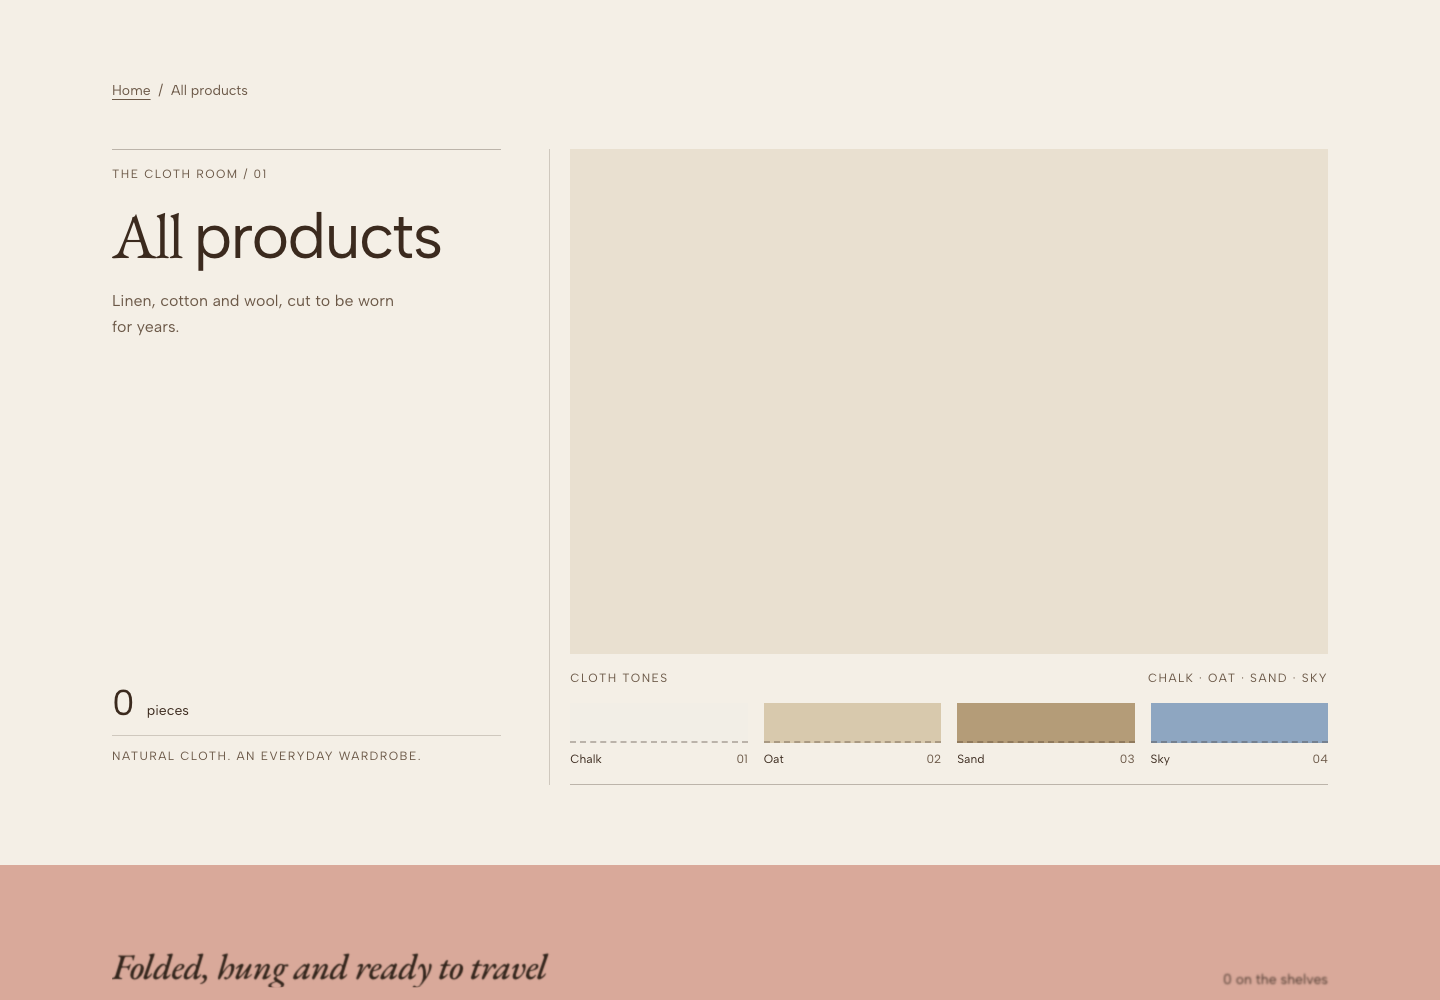 Home / All products
THE CLOTH ROOM / 01
All products
Linen, cotton and wool, cut to be worn
for years.
0 pieces
NATURAL CLOTH. AN EVERYDAY WARDROBE.
CLOTH TONES
CHALK · OAT · SAND · SKY
Chalk 01
Oat 02
Sand 03
Sky 04
Folded, hung and ready to travel
0 on the shelves